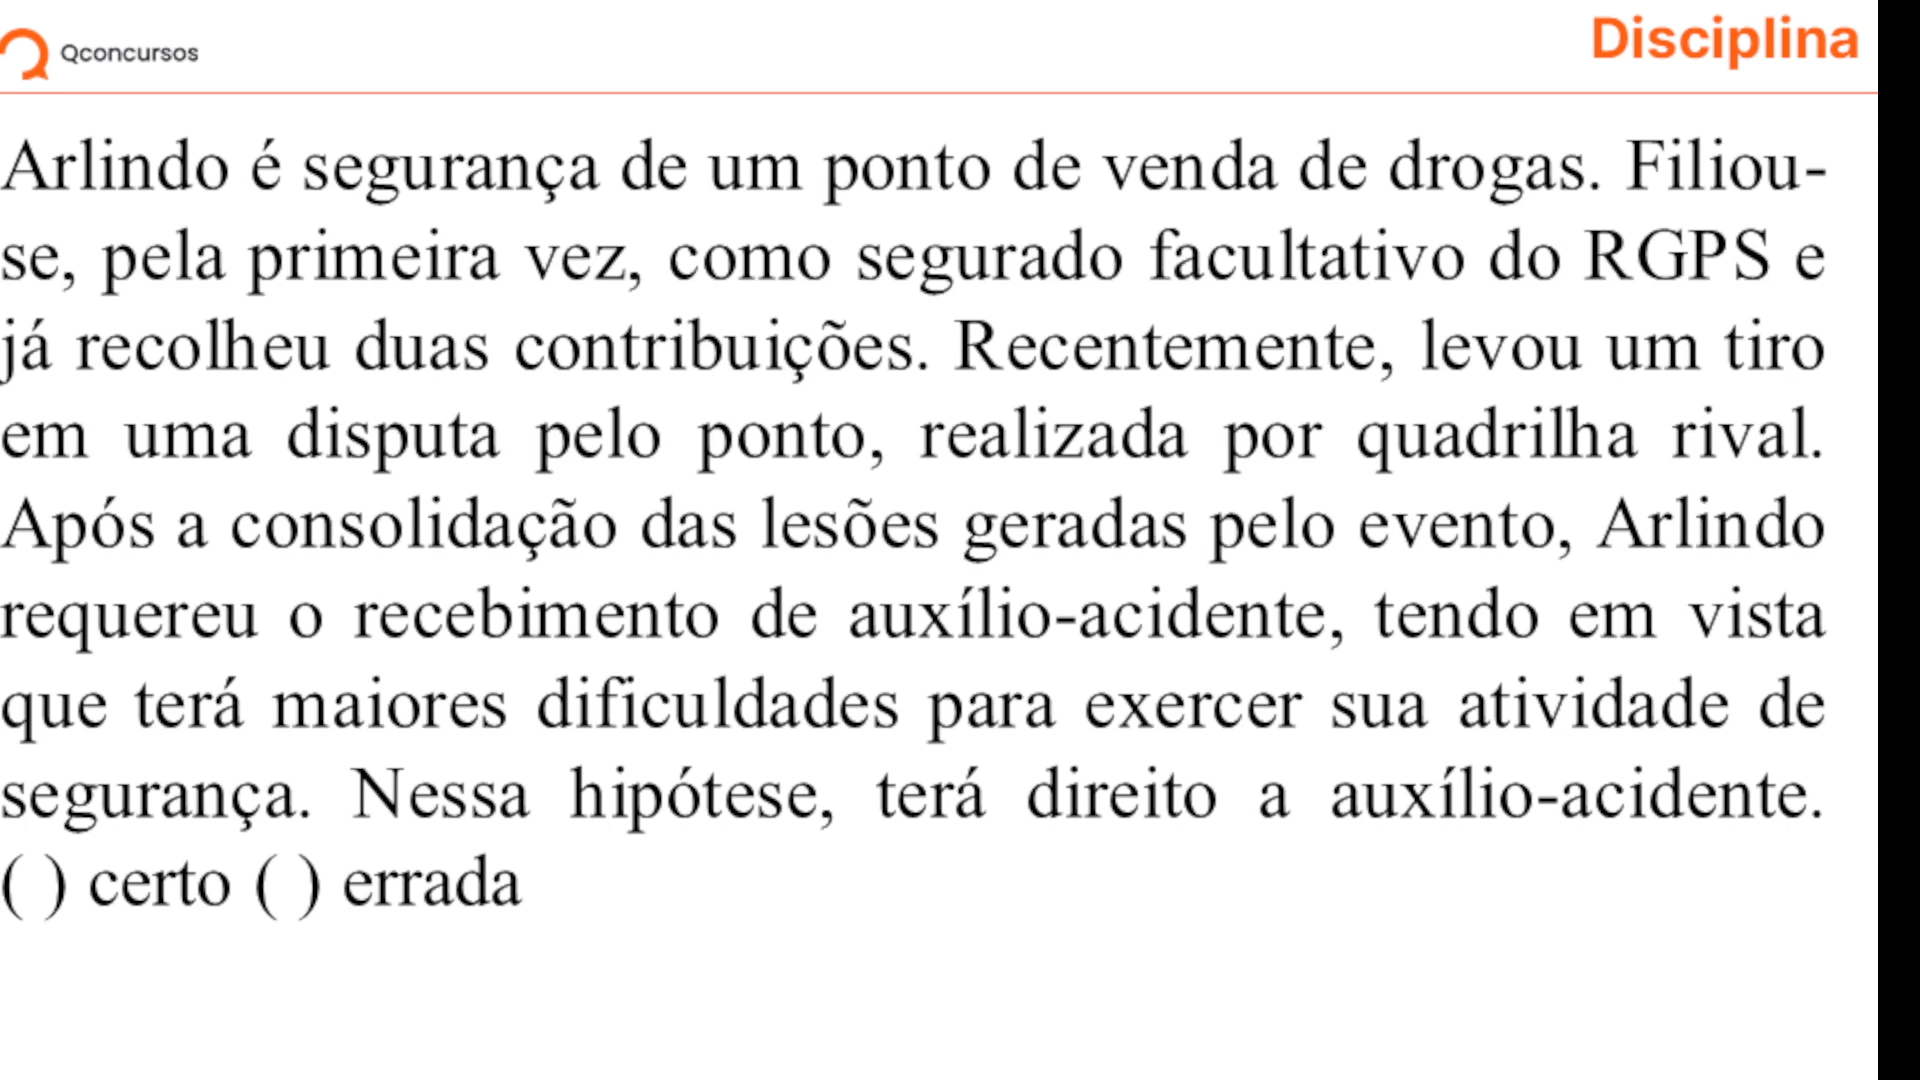 Qconcursos
Disciplina
Arlindo é segurança de um ponto de venda de drogas. Filiou-
se, pela primeira vez, como segurado facultativo do RGPS e
já recolheu duas contribuições. Recentemente, levou um tiro
em uma disputa pelo ponto, realizada por quadrilha rival.
Após a consolidação das lesões geradas pelo evento, Arlindo
requereu o recebimento de auxílio-acidente, tendo em vista
que terá maiores dificuldades para exercer sua atividade de
segurança. Nessa hipótese, terá direito a auxílio-acidente.
( ) certo ( ) errada